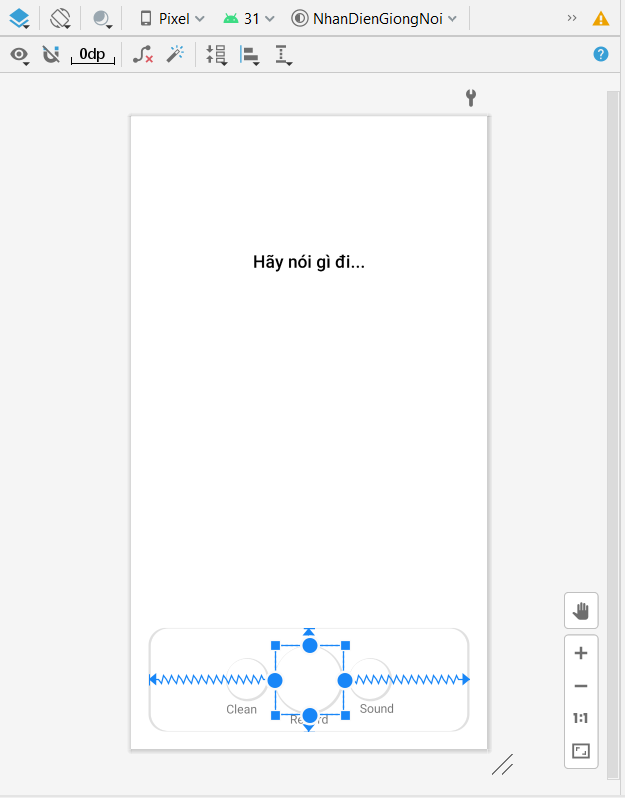 Pixel 31 NhanDienGiongNoi
0dp
Hãy nói gì đi...
Clean Sound
1:1